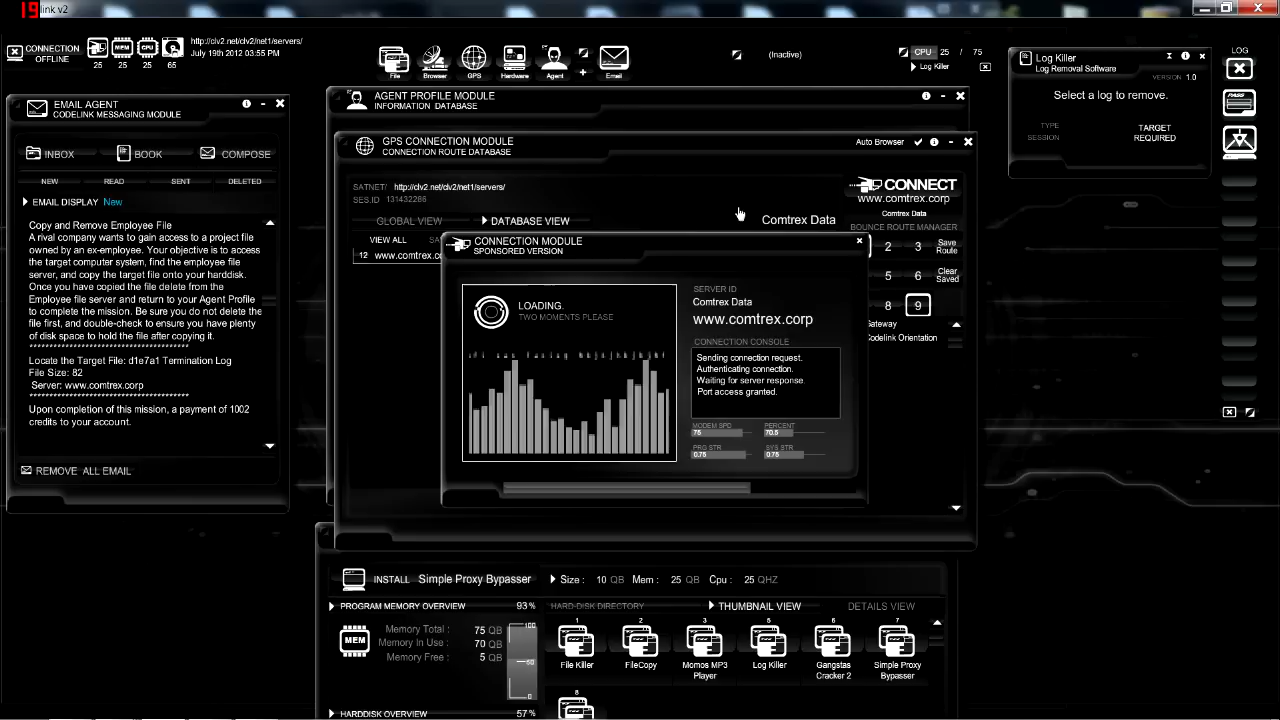 19
link v2
CONNECTION
OFFLINE
MEM
CPU
25
25
25
65
http://clv2.net/clv2/net1/servers/
July 19th 2012 03:55 PM
File
Browser
GPS
Hardware
Agent
Email
(Inactive)
CPU 25 / 75
Log Killer
Log Killer
Log Removal Software
VERSION: 1.0
Select a log to remove.
TYPE
SESSION
TARGET
REQUIRED
LOG
PASS
EMAIL AGENT
CODELINK MESSAGING MODULE
INBOX
BOOK
COMPOSE
NEW
READ
SENT
DELETED
EMAIL DISPLAY New
Copy and Remove Employee File
A rival company wants to gain access to a project file
owned by an ex-employee. Your objective is to access
the target computer system, find the employee file
server, and copy the target file onto your harddisk.
Once you have copied the file delete from the
Employee file server and return to your Agent Profile
to complete the mission. Be sure you do not delete the
file first, and double-check to ensure you have plenty
of disk space to hold the file after copying it.
****************************************
Locate the Target File: d1e7a1 Termination Log
File Size: 82
Server: www.comtrex.corp
****************************************
Upon completion of this mission, a payment of 1002
credits to your account.
REMOVE ALL EMAIL
AGENT PROFILE MODULE
INFORMATION DATABASE
GPS CONNECTION MODULE
CONNECTION ROUTE DATABASE
Auto Browser
SATNET/ http://clv2.net/clv2/net1/servers/
SES.ID 131432286
GLOBAL VIEW
DATABASE VIEW
Comtrex Data
CONNECT
www.comtrex.corp
Comtrex Data
BOUNCE ROUTE MANAGER
VIEW ALL
12 www.comtrex.co
2 3 Save
Route
5 6 Clear
Saved
8 9
Gateway
Codelink Orientation
CONNECTION MODULE
SPONSORED VERSION
LOADING.
TWO MOMENTS PLEASE
SERVER ID
Comtrex Data
www.comtrex.corp
CONNECTION CONSOLE
Sending connection request.
Authenticating connection.
Waiting for server response.
Port access granted.
MODEM SPD
75
PERCENT
70.5
PRG STR
0.75
SYS STR
0.75
INSTALL Simple Proxy Bypasser
Size : 10 QB Mem : 25 QB Cpu : 25 QHZ
PROGRAM MEMORY OVERVIEW 93%
MEM
Memory Total : 75 QB
Memory In Use : 70 QB
Memory Free : 5 QB
100
0
HARDDISK OVERVIEW 57%
HARD-DISK DIRECTORY
THUMBNAIL VIEW
DETAILS VIEW
1
File Killer
2
FileCopy
3
Momos MP3
Player
5
Log Killer
6
Gangstas
Cracker 2
7
Simple Proxy
Bypasser
8